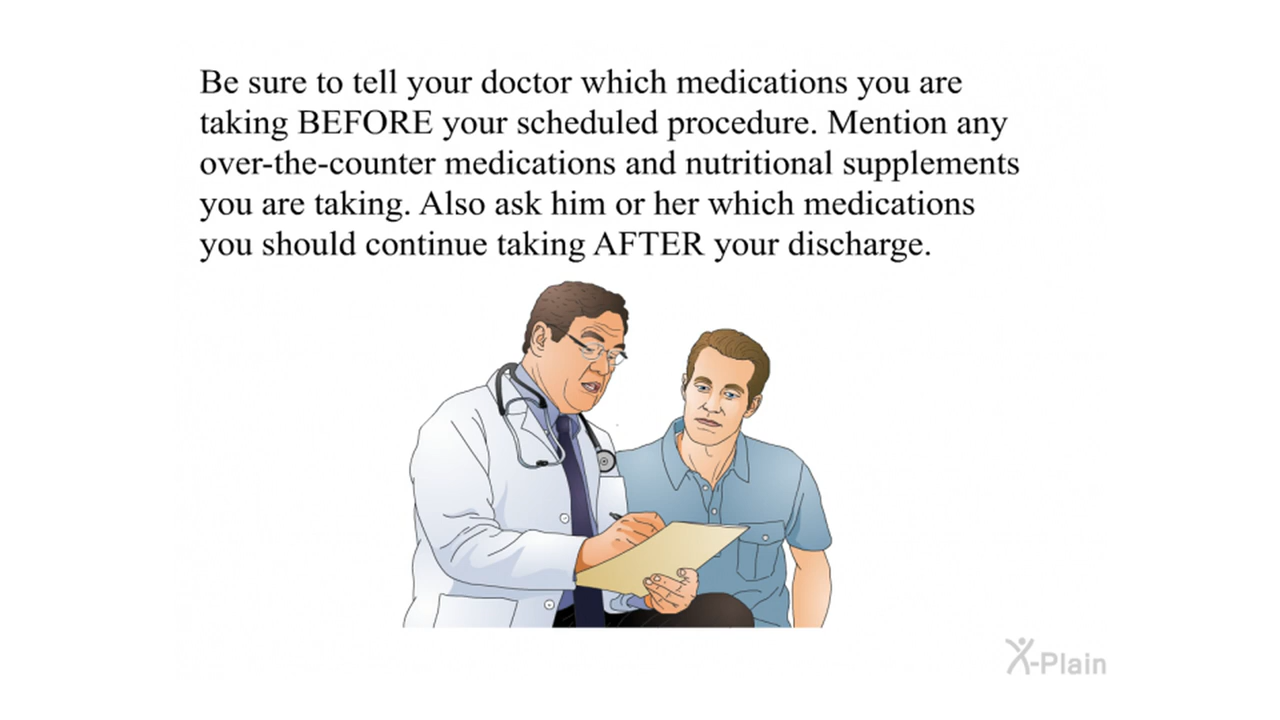 Be sure to tell your doctor which medications you are
taking BEFORE your scheduled procedure. Mention any
over-the-counter medications and nutritional supplements
you are taking. Also ask him or her which medications
you should continue taking AFTER your discharge.
X-Plain